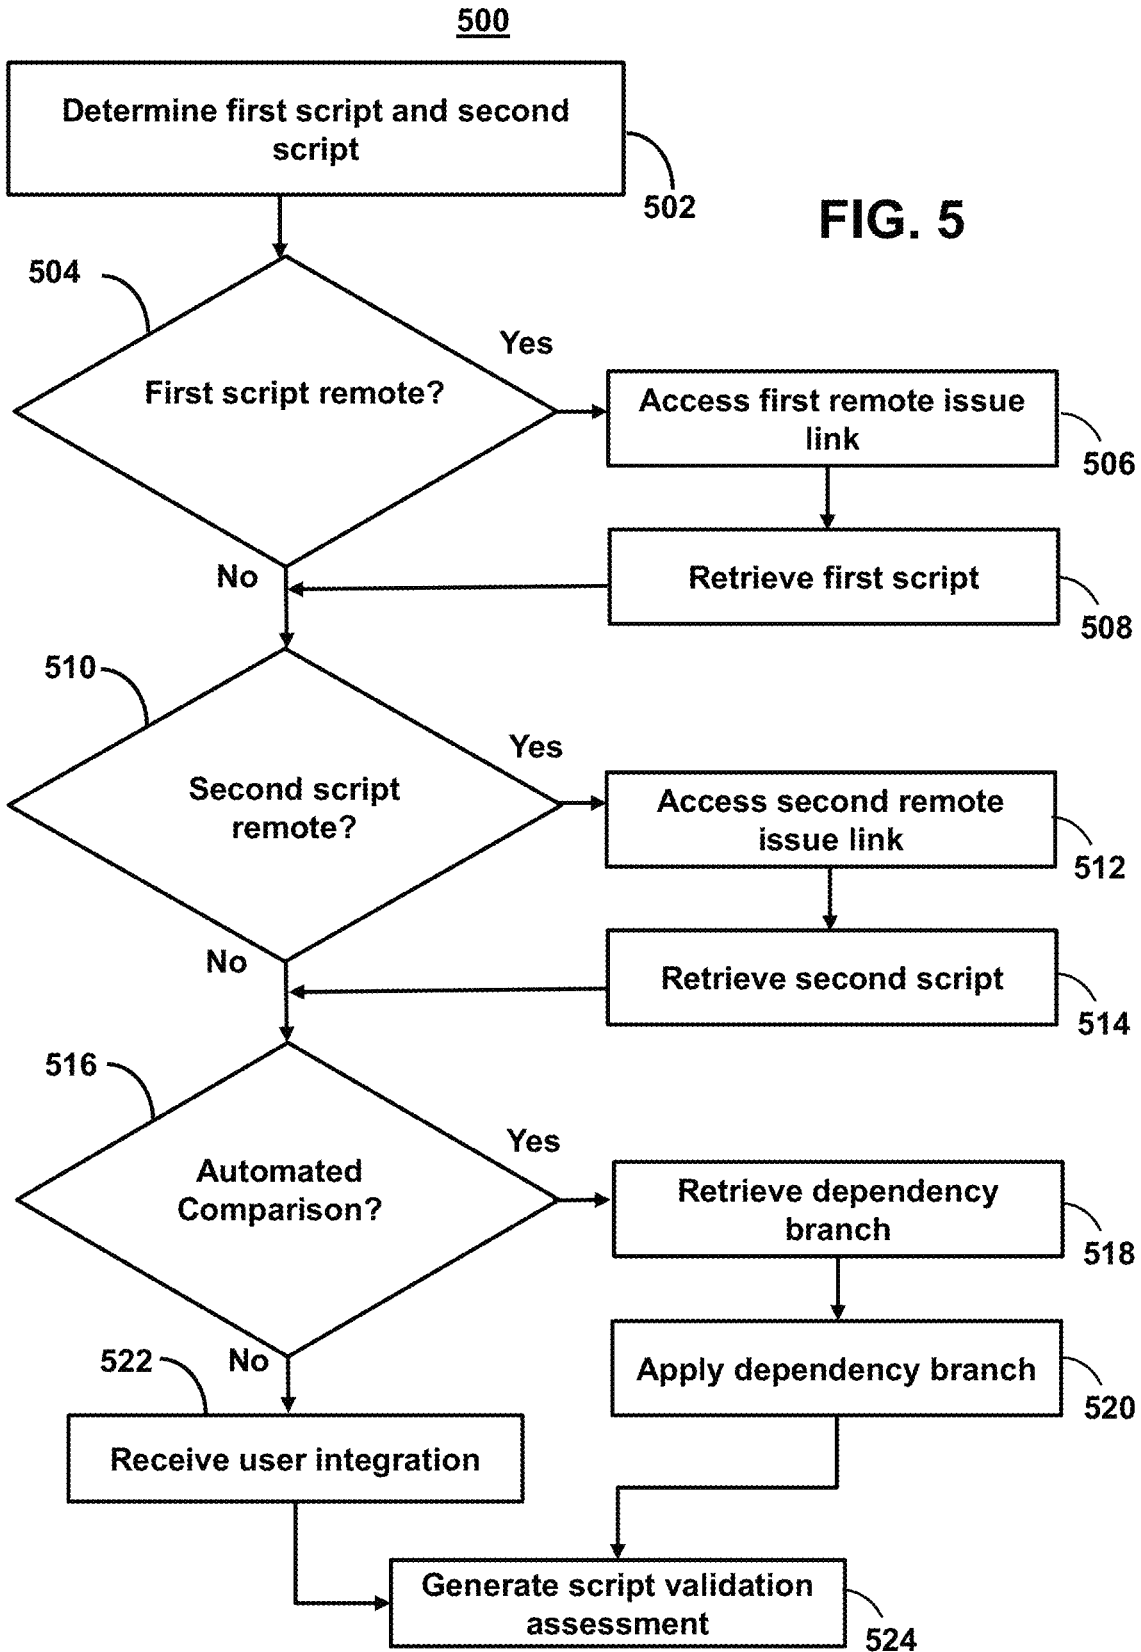 500
Determine first script and second
script
502
FIG. 5
504
Yes
First script remote?
Access first remote issue
link
506
No
Retrieve first script
508
510
Yes
Second script
remote?
Access second remote
issue link
512
No
Retrieve second script
514
516
Yes
Automated
Comparison?
Retrieve dependency
branch
518
No
522
Apply dependency branch
520
Receive user integration
Generate script validation
assessment
524